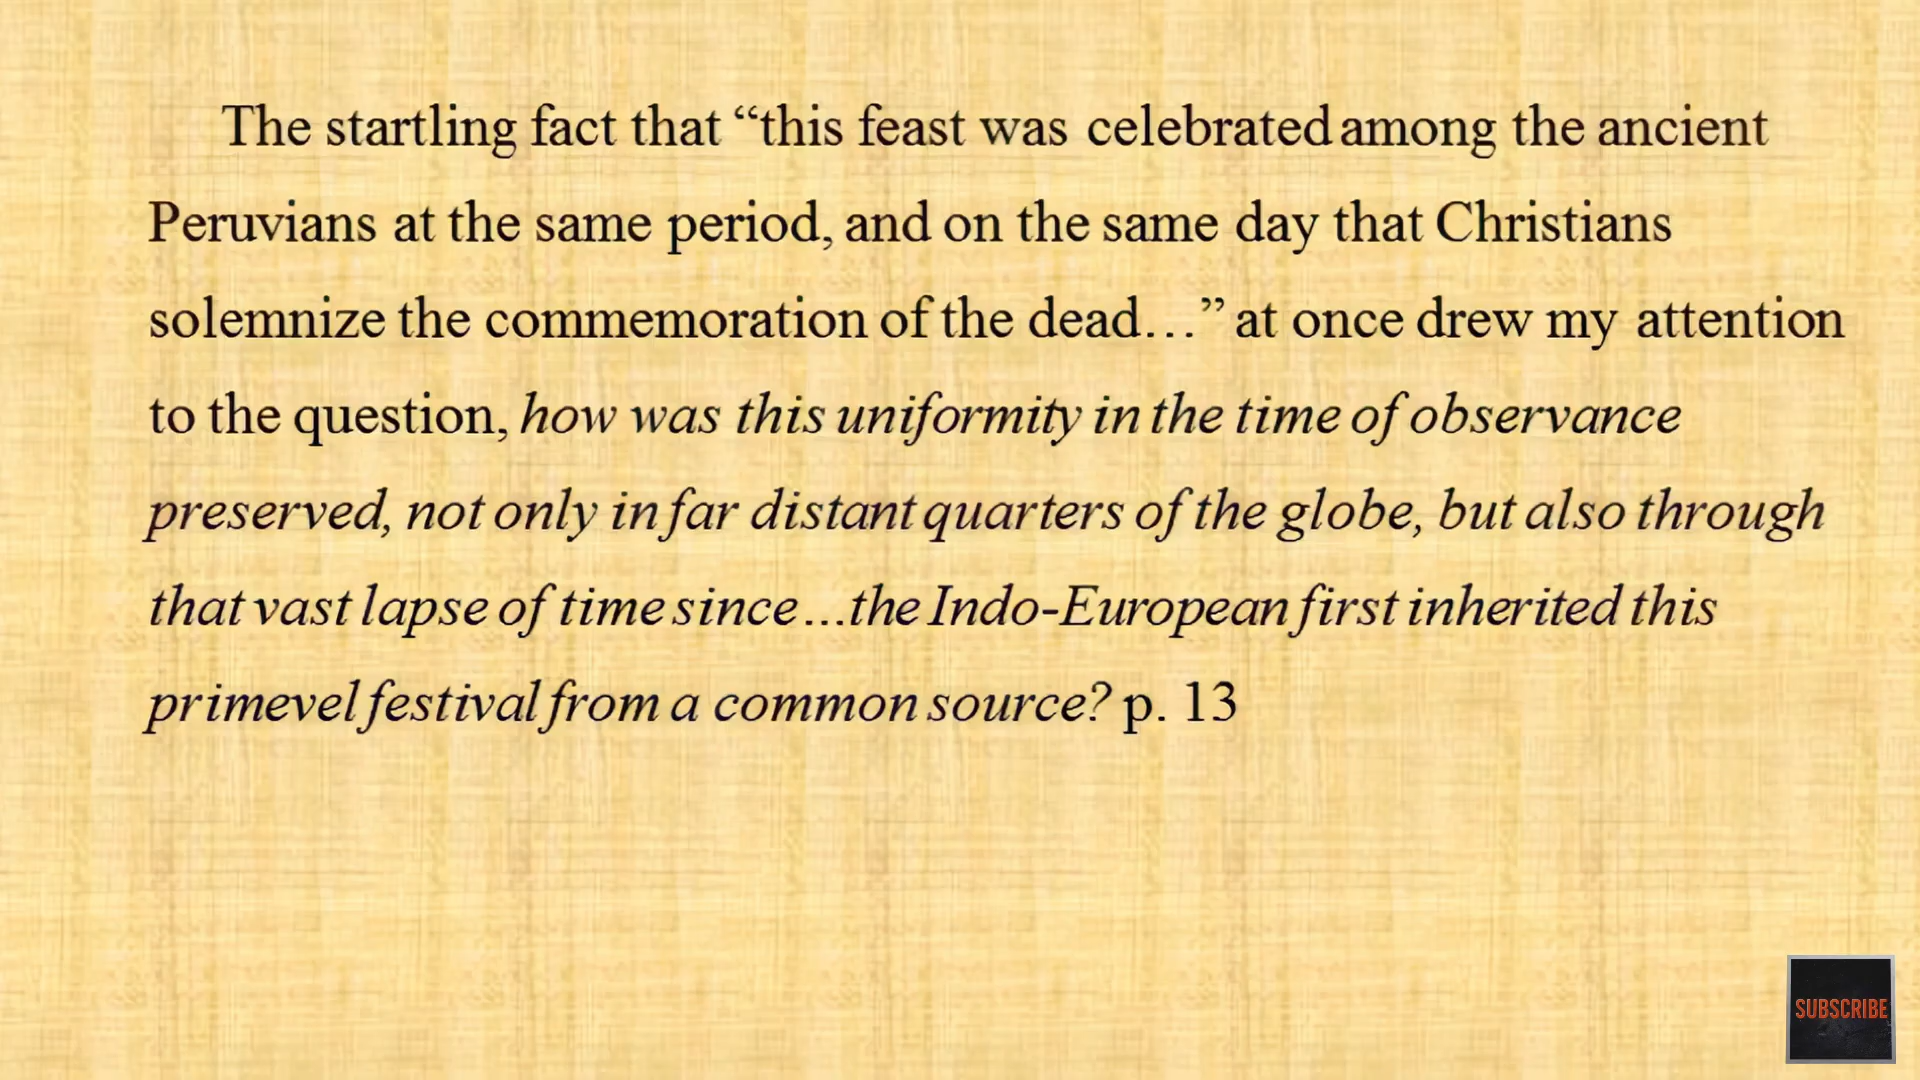 The startling fact that “this feast was celebrated among the ancient
Peruvians at the same period, and on the same day that Christians
solemnize the commemoration of the dead…” at once drew my attention
to the question, how was this uniformity in the time of observance
preserved, not only in far distant quarters of the globe, but also through
that vast lapse of time since…the Indo-European first inherited this
primevel festival from a common source? p. 13
SUBSCRIBE